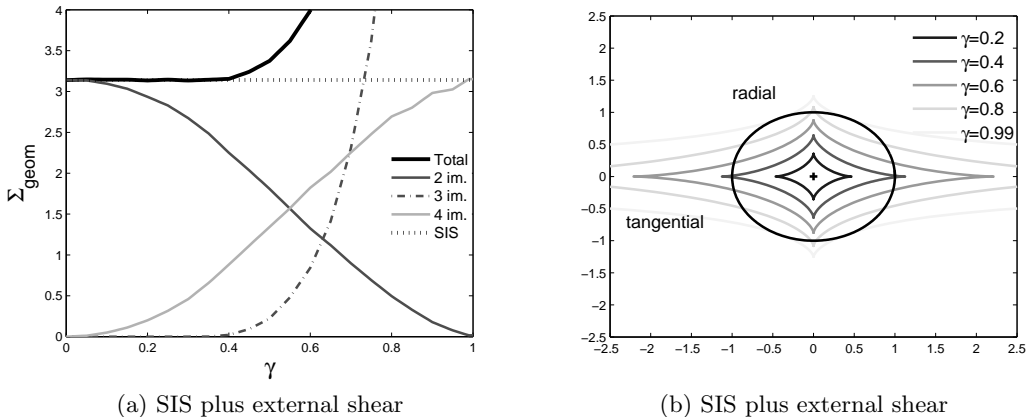 4
3.5
3
2.5
2
1.5
1
0.5
0
Σgeom
Total
2 im.
3 im.
4 im.
SIS
0 0.2 0.4 0.6 0.8 1
γ
(a) SIS plus external shear
2.5
2
1.5
1
0.5
0
−0.5
−1
−1.5
−2
−2.5
radial
tangential
γ=0.2
γ=0.4
γ=0.6
γ=0.8
γ=0.99
−2.5 −2 −1.5 −1 −0.5 0 0.5 1 1.5 2 2.5
(b) SIS plus external shear